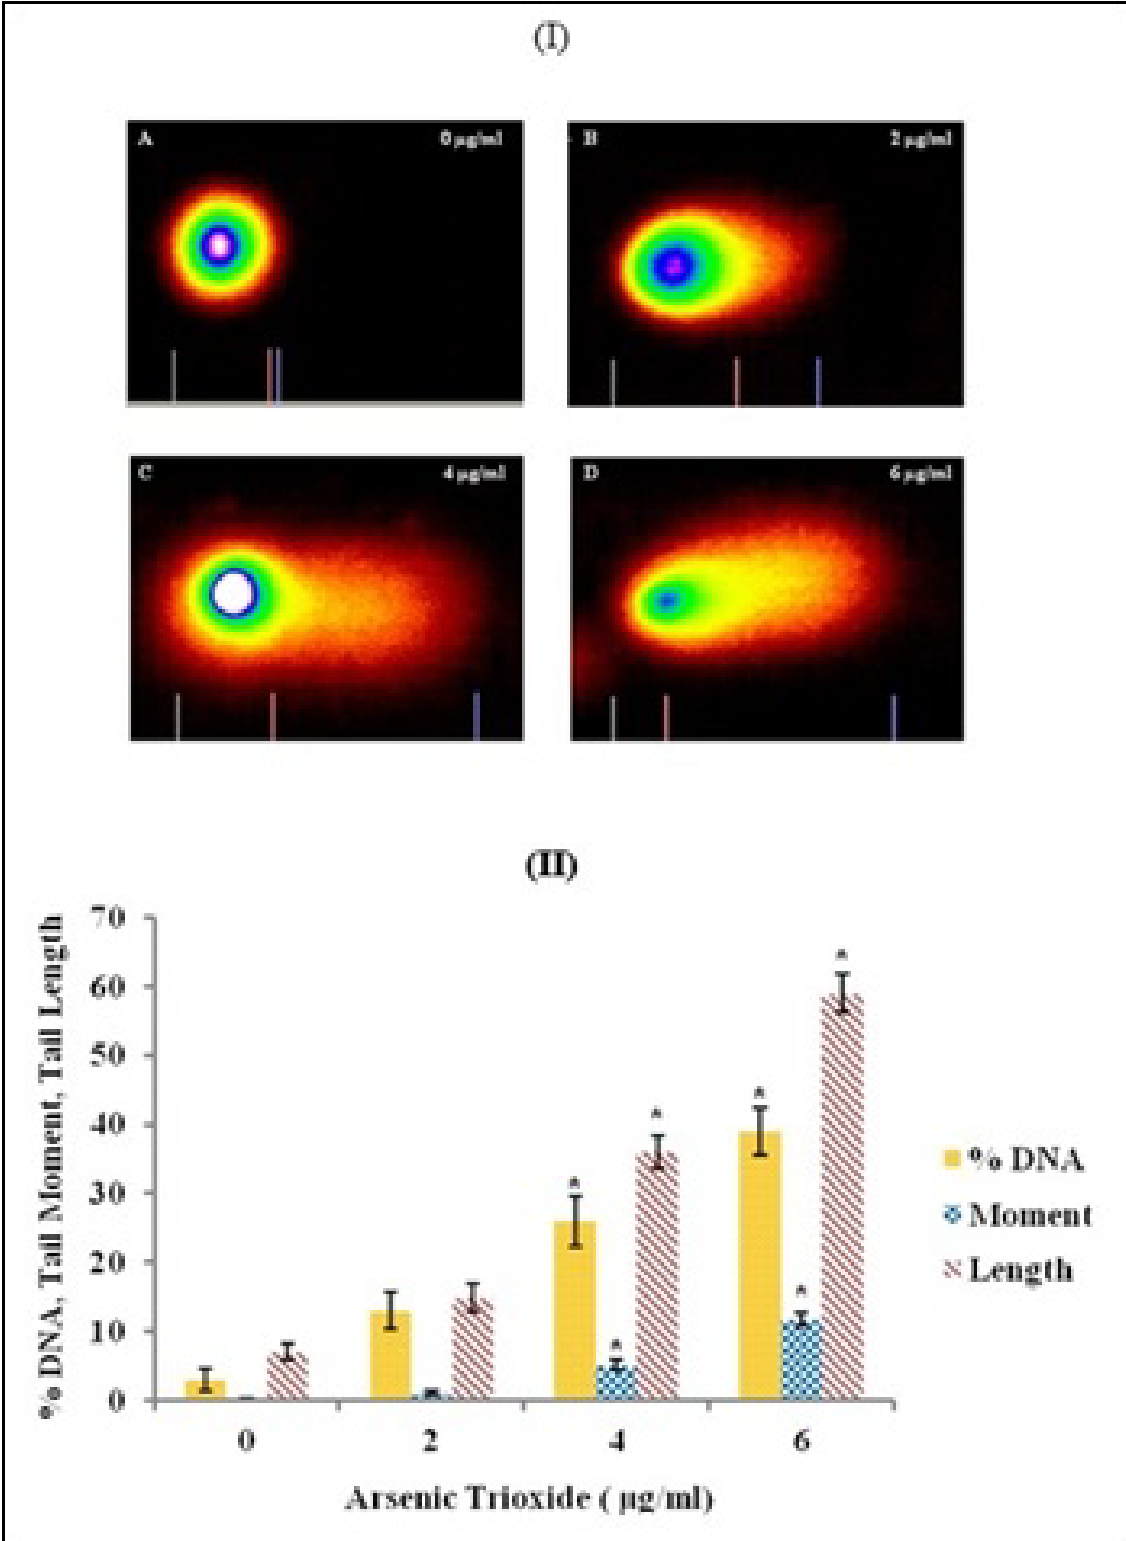 (I)
A 0 µg/ml
B 2 µg/ml
C 4 µg/ml
D 6 µg/ml
(II)
% DNA, Tail Moment, Tail Length
70
60
50
40
30
20
10
0
* * * * * *
0 2 4 6
Arsenic Trioxide ( µg/ml)
% DNA
Moment
Length